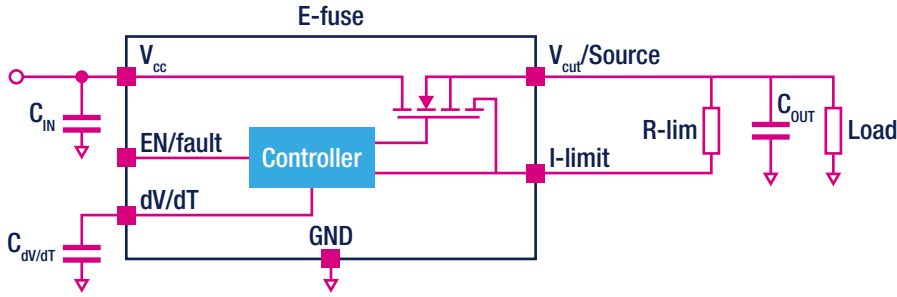 E-fuse
Vcc
Vcut/Source
CIN
EN/fault
Controller
R-lim
COUT
Load
I-limit
dV/dT
CdV/dT
GND